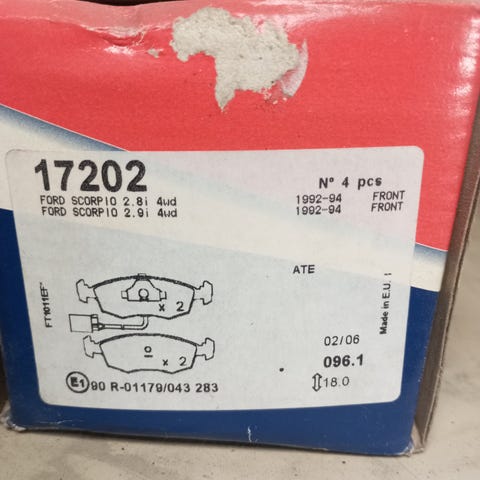 17202
Nº 4 pcs
FORD SCORPIO 2.8i 4wd 1992-94 FRONT
FORD SCORPIO 2.9i 4wd 1992-94 FRONT
ATE
Made in E.U.
x 2
x 2
02/06
096.1
E1 90 R-01179/043 283
18.0